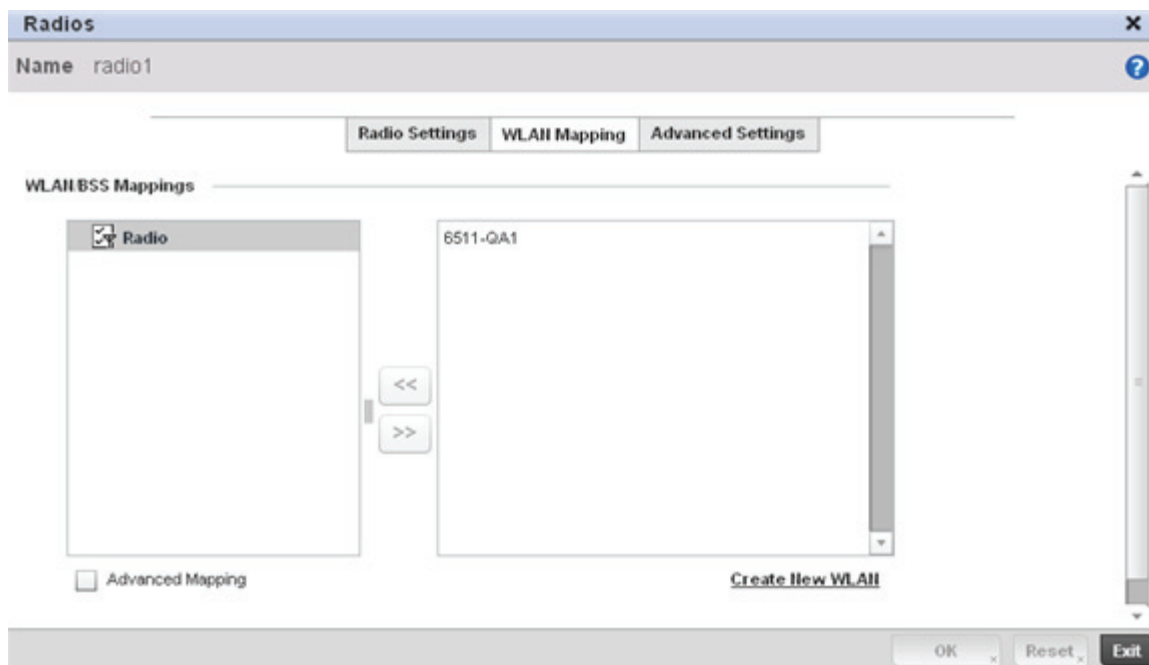 Radios
Name radio1
Radio Settings WLAN Mapping Advanced Settings
WLAN/BSS Mappings
Radio
6511-QA1
<<
>>
Advanced Mapping
Create New WLAN
OK Reset Exit